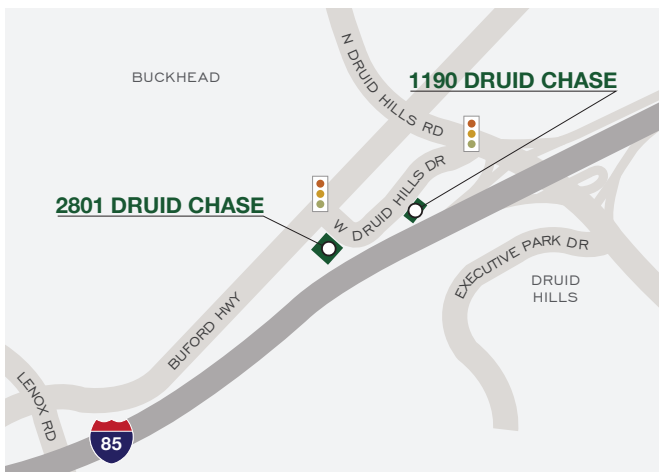 N DRUID HILLS RD
BUCKHEAD
1190 DRUID CHASE
W DRUID HILLS DR
2801 DRUID CHASE
EXECUTIVE PARK DR
DRUID
HILLS
BUFORD HWY
LENOX RD
85